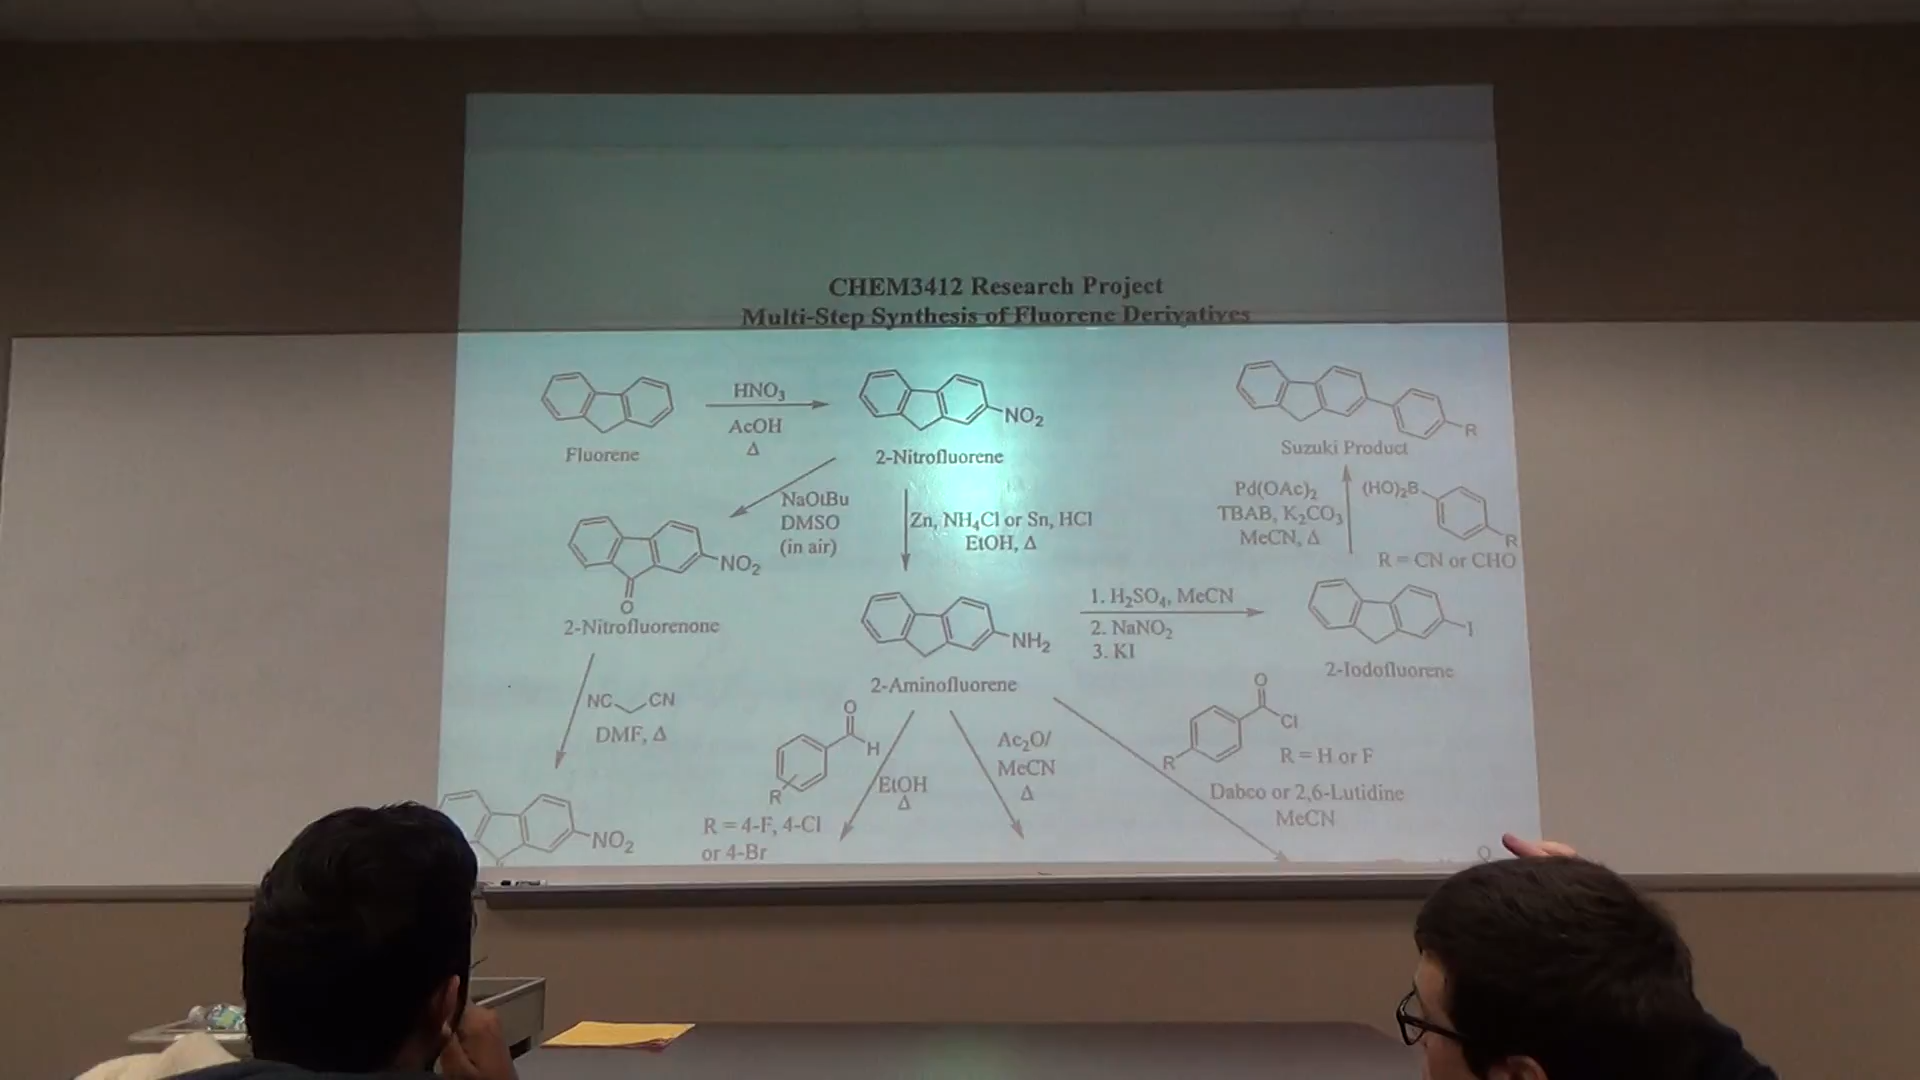 CHEM3412 Research Project
Multi-Step Synthesis of Fluorene Derivatives
HNO₃
AcOH
Δ
Fluorene
NO₂
2-Nitrofluorene
R
Suzuki Product
NaOtBu
DMSO
(in air)
Zn, NH₄Cl or Sn, HCl
EtOH, Δ
Pd(OAc)₂
TBAB, K₂CO₃
MeCN, Δ
(HO)₂B
R
R = CN or CHO
NO₂
O
2-Nitrofluorenone
NH₂
2-Aminofluorene
1. H₂SO₄, MeCN
2. NaNO₂
3. KI
I
2-Iodofluorene
NC CN
DMF, Δ
O
H
R
R = 4-F, 4-Cl
or 4-Br
EtOH
Δ
Ac₂O/
MeCN
Δ
O
Cl
R
R = H or F
Dabco or 2,6-Lutidine
MeCN
NO₂
O